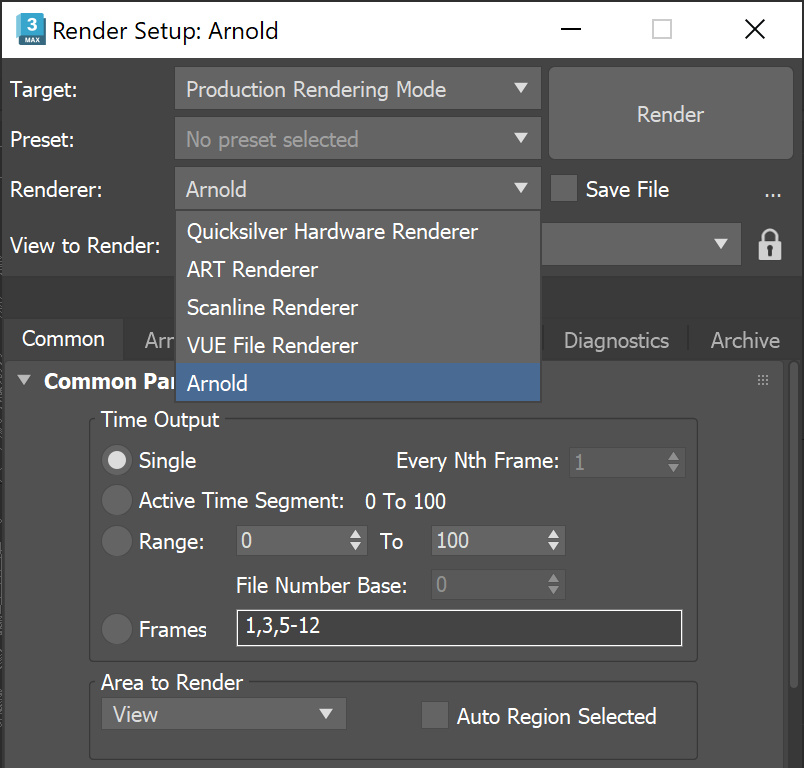 3
MAX
Render Setup: Arnold
Target:
Production Rendering Mode
Render
Preset:
No preset selected
Renderer:
Arnold
Save File
...
Quicksilver Hardware Renderer
View to Render:
ART Renderer
Scanline Renderer
VUE File Renderer
Arnold
Common
Arn
Diagnostics
Archive
Common Par
Time Output
Single
Every Nth Frame:
1
Active Time Segment:
0 To 100
Range:
0
To
100
File Number Base:
0
Frames
1,3,5-12
Area to Render
View
Auto Region Selected